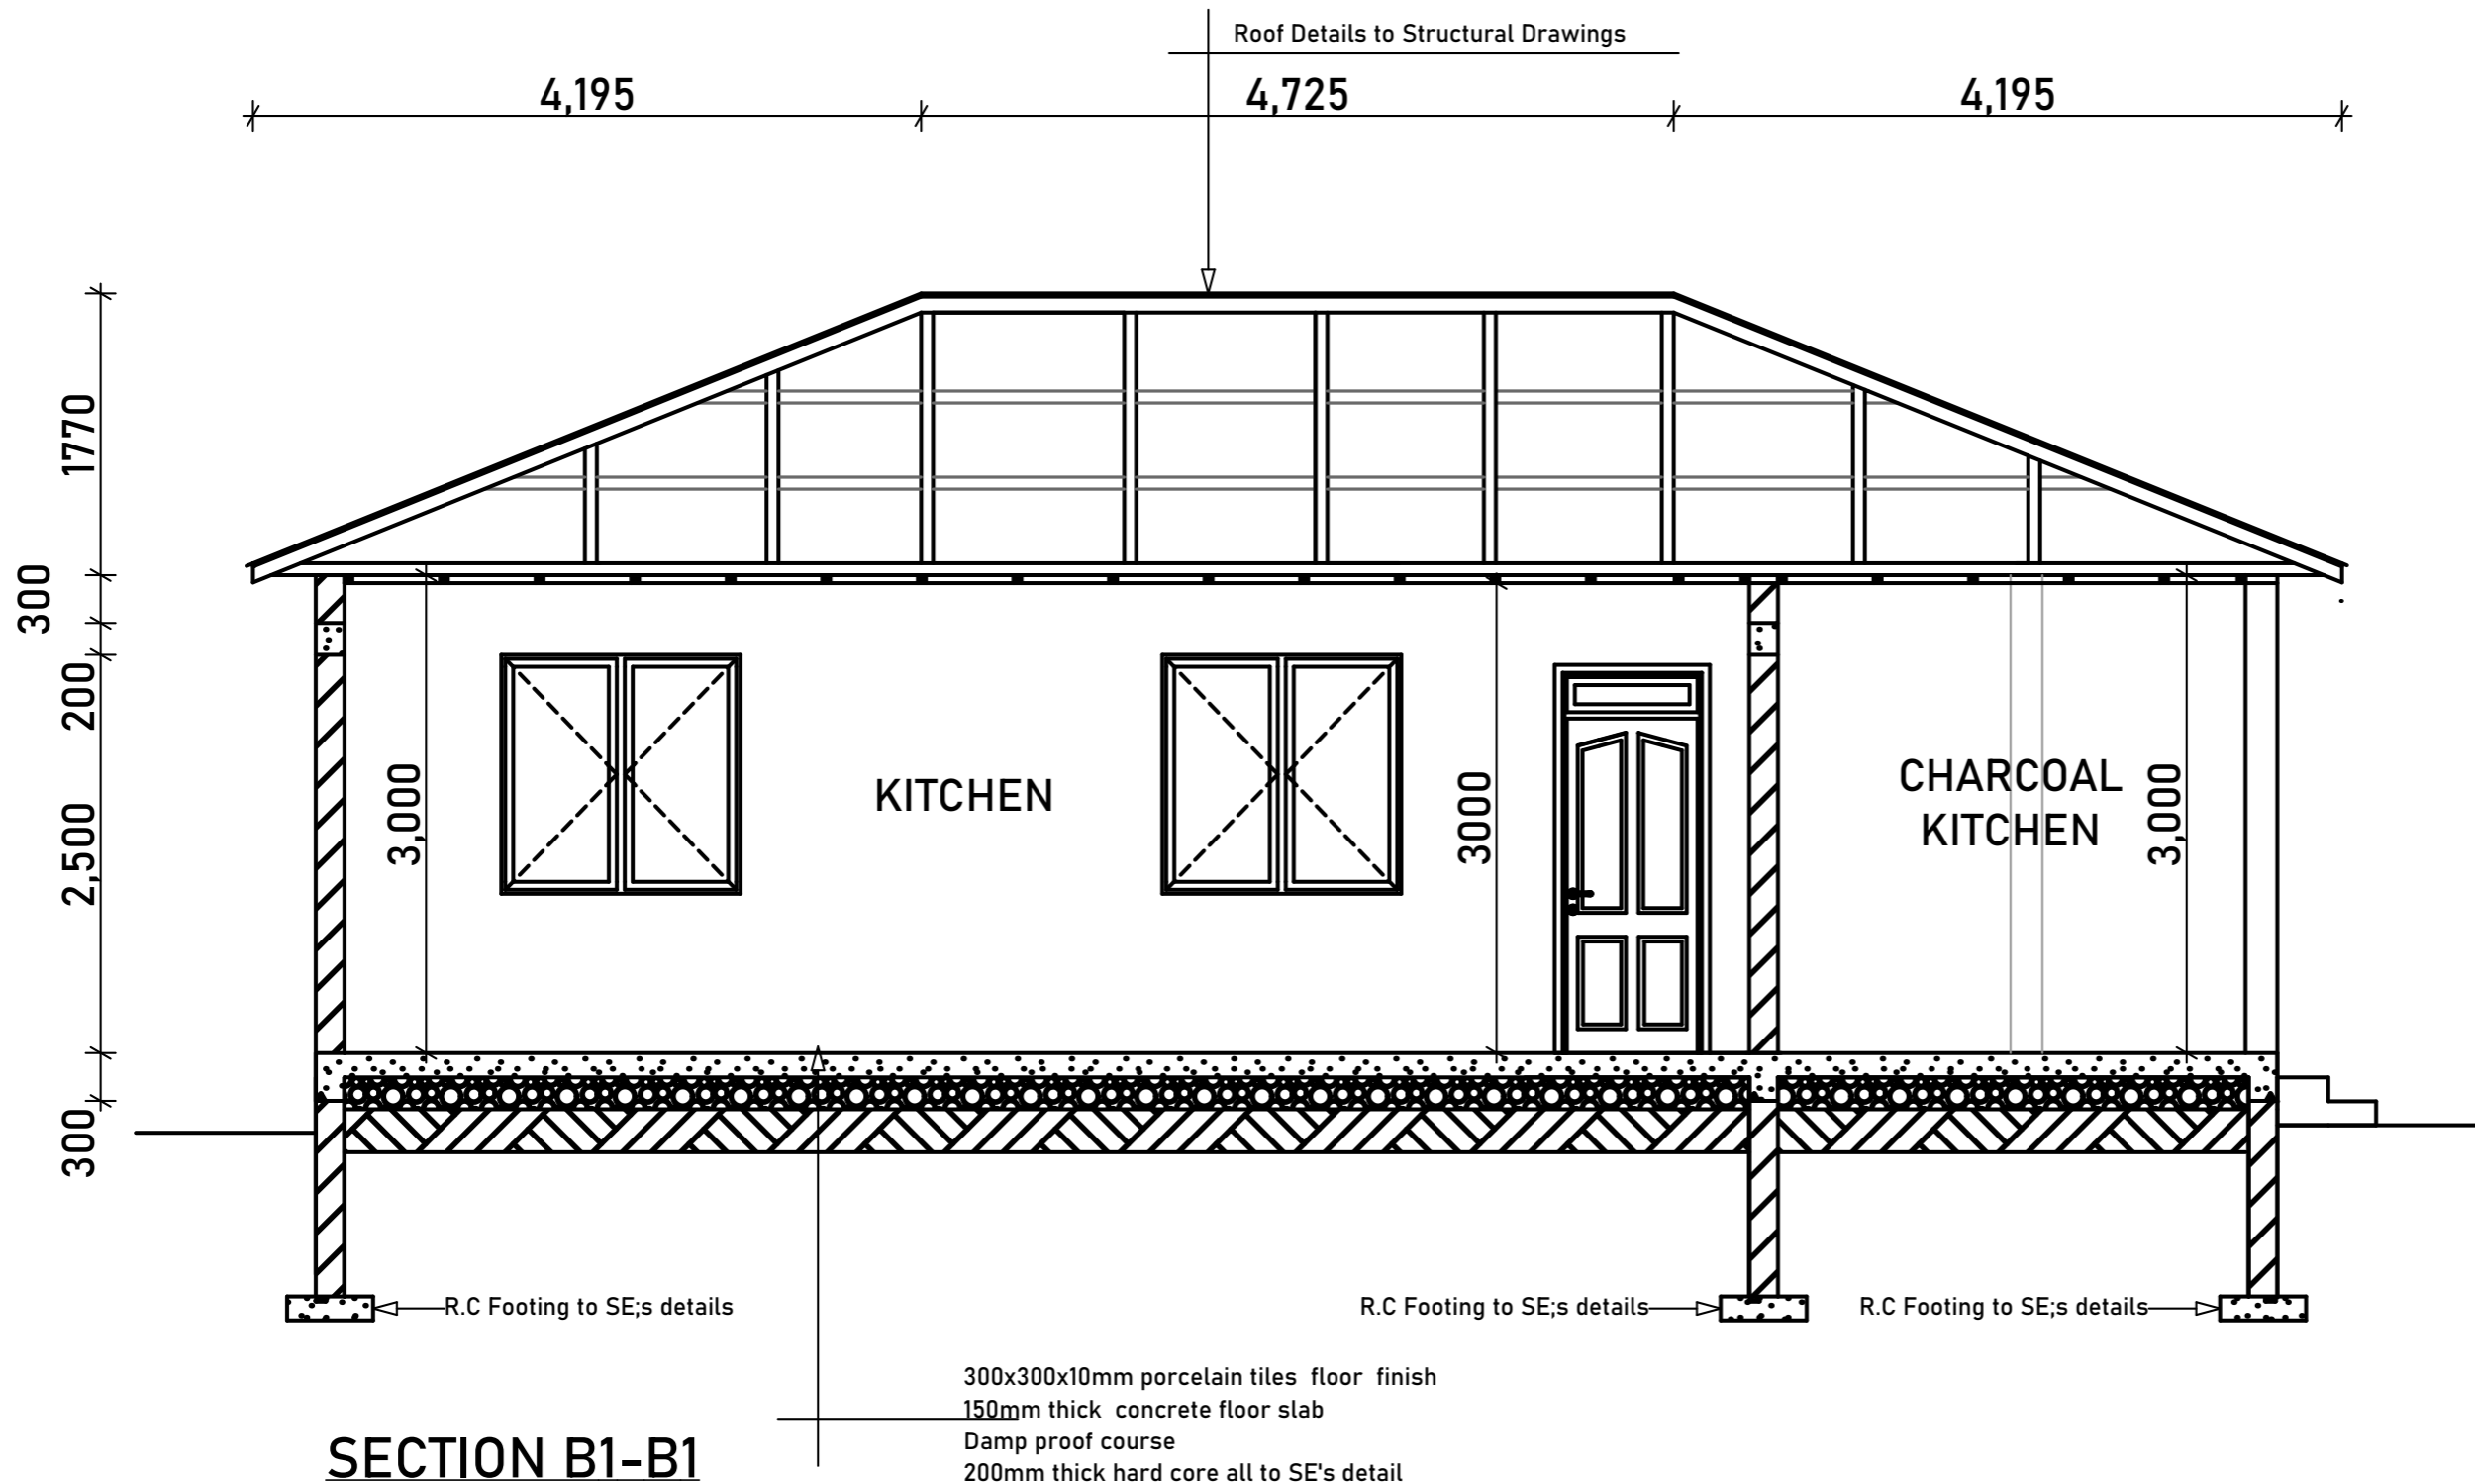 Roof Details to Structural Drawings
4,195
4,725
4,195
1770
300
200
2,500
300
3,000
KITCHEN
3000
CHARCOAL
KITCHEN
3,000
R.C Footing to SE;s details
R.C Footing to SE;s details
R.C Footing to SE;s details
300x300x10mm porcelain tiles floor finish
150mm thick concrete floor slab
Damp proof course
200mm thick hard core all to SE's detail
SECTION B1-B1